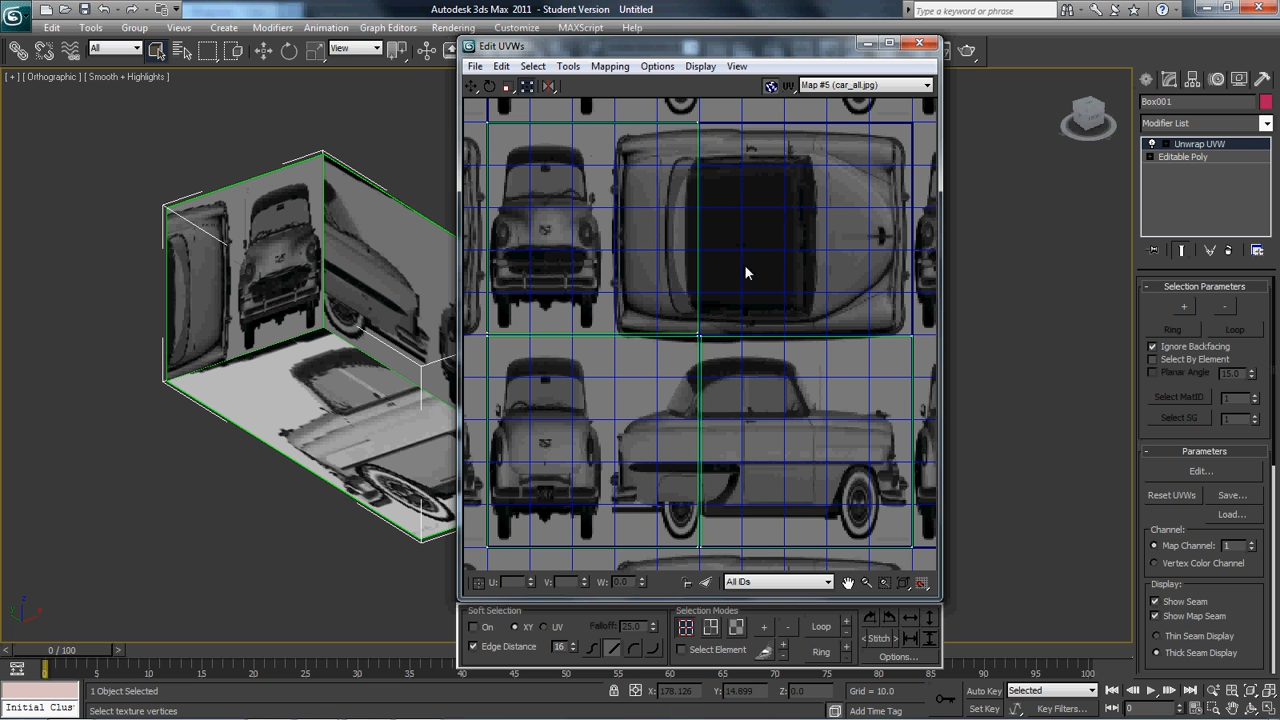 Autodesk 3ds Max 2011 - Student Version Untitled
Type a keyword or phrase
Edit Tools Group Views Create Modifiers Animation Graph Editors Rendering Customize MAXScript Help
All
View
[ + ] [ Orthographic ] [ Smooth + Highlights ]
Edit UVWs
File Edit Select Tools Mapping Options Display View
UV
Map #5 (car_all.jpg)
U: V: W: 0.0
All IDs
Soft Selection
On XY UV Falloff: 25.0
Edge Distance 16
Selection Modes
+ - Loop + -
Select Element + - Ring + -
< Stitch >
Options...
Box001
Modifier List
Unwrap UVW
Editable Poly
- Selection Parameters
+ -
Ring Loop
Ignore Backfacing
Select By Element
Planar Angle 15.0
Select MatID 1
Select SG 1
- Parameters
Edit...
Reset UVWs Save...
Load...
Channel:
Map Channel: 1
Vertex Color Channel
Display:
Show Seam
Show Map Seam
Thin Seam Display
Thick Seam Display
< 0 / 100 >
0 5 10 15 20 25 30 35 40 45 50 55 60 65 70 75 80 85 90 95 100
1 Object Selected
X: 178.126 Y: 14.899 Z: 0.0 Grid = 10.0
Auto Key Selected
Initial Clus
Select texture vertices
Add Time Tag
Set Key Key Filters...
0